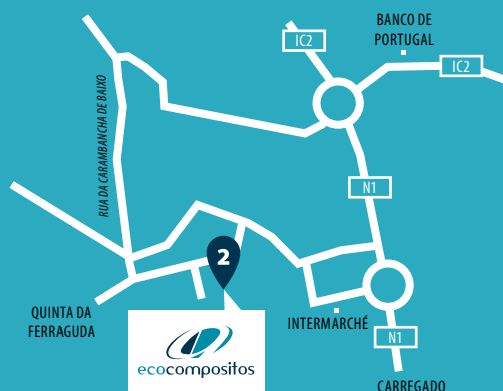 BANCO DE
PORTUGAL
IC2
IC2
RUA DA CARAMBANCHA DE BAIXO
N1
2
QUINTA DA
FERRAGUDA
INTERMARCHÉ
ecocompositos
N1
CARREGADO